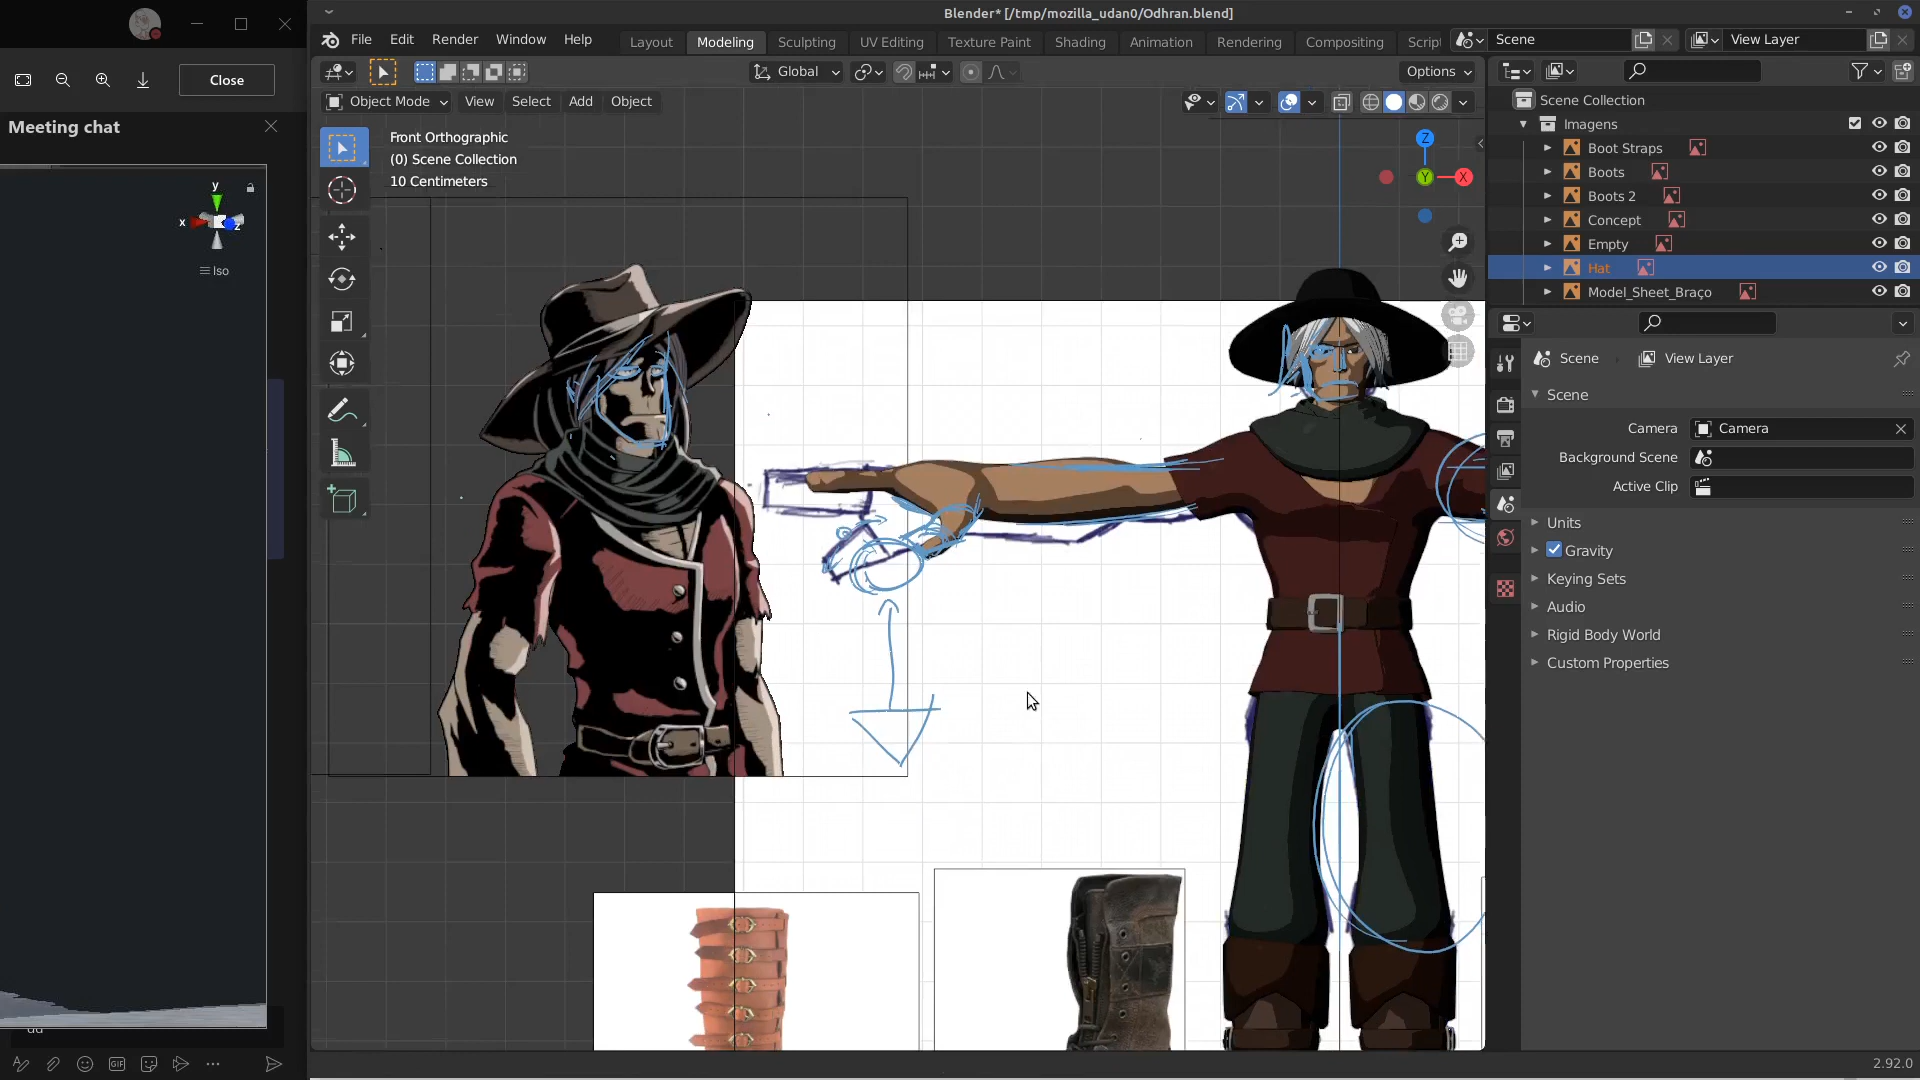 Blender* [/tmp/mozilla_udan0/Odhran.blend]
File Edit Render Window Help
Layout Modeling Sculpting UV Editing Texture Paint Shading Animation Rendering Compositing Script
Scene
View Layer
Close
Global
Options
Object Mode View Select Add Object
Meeting chat
Front Orthographic
(0) Scene Collection
10 Centimeters
y
x
z
Iso
Z
Y
X
Scene Collection
Imagens
Boot Straps
Boots
Boots 2
Concept
Empty
Hat
Model_Sheet_Braço
Scene View Layer
Scene
Camera Camera
Background Scene
Active Clip
Units
Gravity
Keying Sets
Audio
Rigid Body World
Custom Properties
GIF
2.92.0